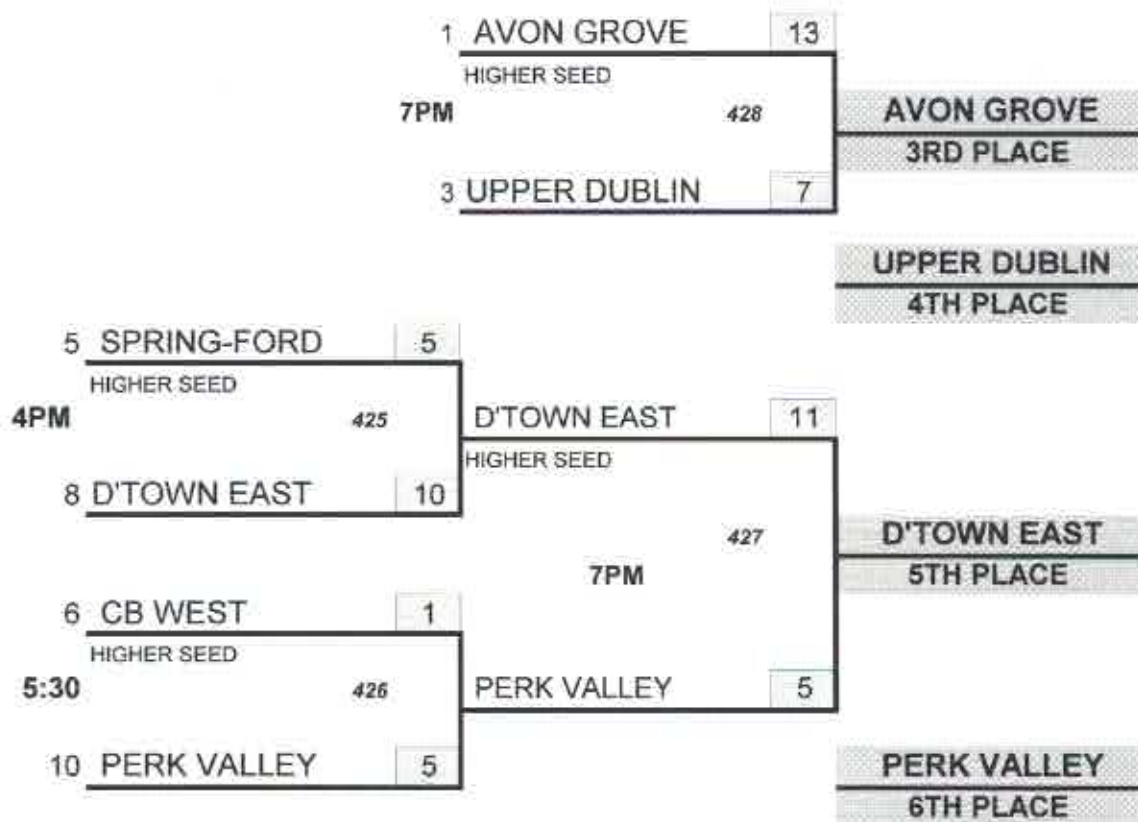 1 AVON GROVE 13
HIGHER SEED
7PM 428 AVON GROVE
3RD PLACE
3 UPPER DUBLIN 7
UPPER DUBLIN
4TH PLACE
5 SPRING-FORD 5
HIGHER SEED
4PM 425 D'TOWN EAST 11
HIGHER SEED
8 D'TOWN EAST 10
427 D'TOWN EAST
7PM 5TH PLACE
6 CB WEST 1
HIGHER SEED
5:30 426 PERK VALLEY 5
10 PERK VALLEY 5
PERK VALLEY
6TH PLACE